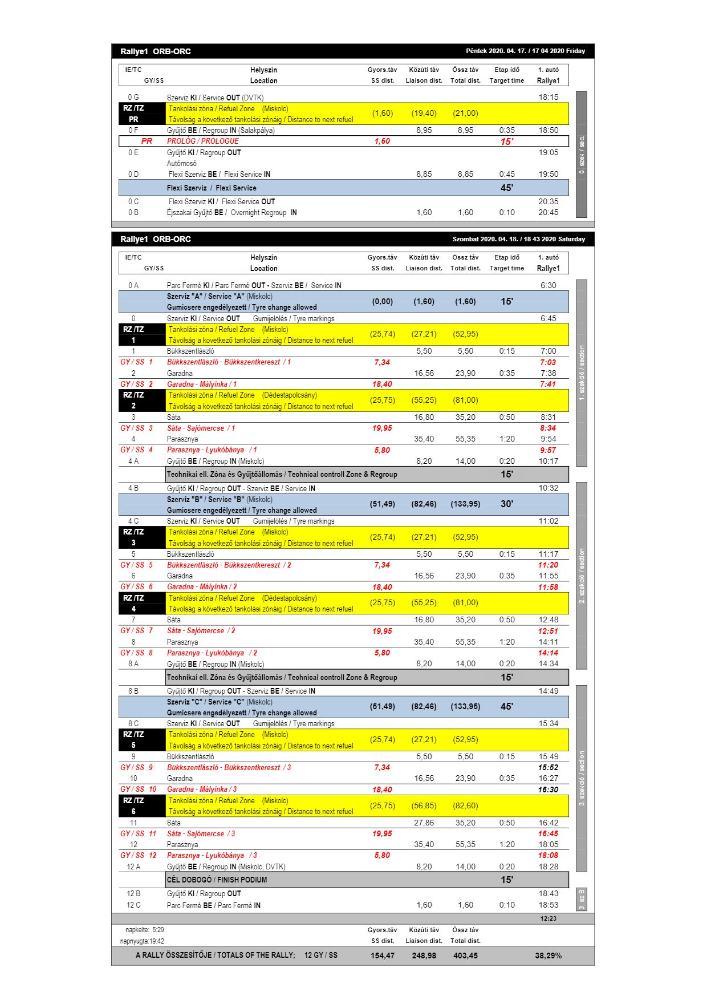 Rallye1 ORB-ORC Péntek 2020. 04. 17. / 17 04 2020 Friday
IE/TC Helyszín Gyors.táv Közúti táv Össz táv Etap idő 1. autó
GY/SS Location SS dist. Liaison dist. Total dist. Target time Rallye1
0 G Szerviz KI / Service OUT (DVTK) 18:15
RZ /TZ Tankolási zóna / Refuel Zone (Miskolc) (1,60) (19,40) (21,00)
PR Távolság a következő tankolási zónáig / Distance to next refuel
0 F Gyűjtő BE / Regroup IN (Salakpálya) 8,95 8,95 0:35 18:50
PR PROLÓG / PROLOGUE 1,60 15'
0 E Gyűjtő KI / Regroup OUT 19:05
Autómosó
0 D Flexi Szerviz BE / Flexi Service IN 8,85 8,85 0:45 19:50
Flexi Szerviz / Flexi Service 45'
0 C Flexi Szerviz KI / Flexi Service OUT 20:35
0 B Éjszakai Gyűjtő BE / Overnight Regroup IN 1,60 1,60 0:10 20:45
0. szek./ sec.
Rallye1 ORB-ORC Szombat 2020. 04. 18. / 18 43 2020 Saturday
IE/TC Helyszín Gyors.táv Közúti táv Össz táv Etap idő 1. autó
GY/SS Location SS dist. Liaison dist. Total dist. Target time Rallye1
0 A Parc Fermé KI / Parc Fermé OUT - Szerviz BE / Service IN 6:30
Szerviz "A" / Service "A" (Miskolc) (0,00) (1,60) (1,60) 15'
Gumicsere engedélyezett / Tyre change allowed
0 Szerviz KI / Service OUT Gumijelölés / Tyre markings 6:45
RZ /TZ Tankolási zóna / Refuel Zone (Miskolc) (25,74) (27,21) (52,95)
1 Távolság a következő tankolási zónáig / Distance to next refuel
1 Bükkszentlászló 5,50 5,50 0:15 7:00
GY / SS 1 Bükkszentlászló - Bükkszentkereszt / 1 7,34 7:03
2 Garadna 16,56 23,90 0:35 7:38
GY / SS 2 Garadna - Mályinka / 1 18,40 7:41
RZ /TZ Tankolási zóna / Refuel Zone (Dédestapolcsány) (25,75) (55,25) (81,00)
2 Távolság a következő tankolási zónáig / Distance to next refuel
3 Sáta 16,80 35,20 0:50 8:31
GY / SS 3 Sáta - Sajómercse / 1 19,95 8:34
4 Parasznya 35,40 55,35 1:20 9:54
GY / SS 4 Parasznya - Lyukóbánya / 1 5,80 9:57
4 A Gyűjtő BE / Regroup IN (Miskolc) 8,20 14,00 0:20 10:17
1. szekció / section
Technikai ell. Zóna és Gyűjtőállomás / Technical controll Zone & Regroup 15'
4 B Gyűjtő KI / Regroup OUT - Szerviz BE / Service IN 10:32
Szerviz "B" / Service "B" (Miskolc) (51,49) (82,46) (133,95) 30'
Gumicsere engedélyezett / Tyre change allowed
4 C Szerviz KI / Service OUT Gumijelölés / Tyre markings 11:02
RZ /TZ Tankolási zóna / Refuel Zone (Miskolc) (25,74) (27,21) (52,95)
3 Távolság a következő tankolási zónáig / Distance to next refuel
5 Bükkszentlászló 5,50 5,50 0:15 11:17
GY / SS 5 Bükkszentlászló - Bükkszentkereszt / 2 7,34 11:20
6 Garadna 16,56 23,90 0:35 11:55
GY / SS 6 Garadna - Mályinka / 2 18,40 11:58
RZ /TZ Tankolási zóna / Refuel Zone (Dédestapolcsány) (25,75) (55,25) (81,00)
4 Távolság a következő tankolási zónáig / Distance to next refuel
7 Sáta 16,80 35,20 0:50 12:48
GY / SS 7 Sáta - Sajómercse / 2 19,95 12:51
8 Parasznya 35,40 55,35 1:20 14:11
GY / SS 8 Parasznya - Lyukóbánya / 2 5,80 14:14
8 A Gyűjtő BE / Regroup IN (Miskolc) 8,20 14,00 0:20 14:34
2. szekció / section
Technikai ell. Zóna és Gyűjtőállomás / Technical controll Zone & Regroup 15'
8 B Gyűjtő KI / Regroup OUT - Szerviz BE / Service IN 14:49
Szerviz "C" / Service "C" (Miskolc) (51,49) (82,46) (133,95) 45'
Gumicsere engedélyezett / Tyre change allowed
8 C Szerviz KI / Service OUT Gumijelölés / Tyre markings 15:34
RZ /TZ Tankolási zóna / Refuel Zone (Miskolc) (25,74) (27,21) (52,95)
5 Távolság a következő tankolási zónáig / Distance to next refuel
9 Bükkszentlászló 5,50 5,50 0:15 15:49
GY / SS 9 Bükkszentlászló - Bükkszentkereszt / 3 7,34 15:52
10 Garadna 16,56 23,90 0:35 16:27
GY / SS 10 Garadna - Mályinka / 3 18,40 16:30
RZ /TZ Tankolási zóna / Refuel Zone (Miskolc) (25,75) (56,85) (82,60)
6 Távolság a következő tankolási zónáig / Distance to next refuel
11 Sáta 27,86 35,20 0:50 16:42
GY / SS 11 Sáta - Sajómercse / 3 19,95 16:45
12 Parasznya 35,40 55,35 1:20 18:05
GY / SS 12 Parasznya - Lyukóbánya / 3 5,80 18:08
12 A Gyűjtő BE / Regroup IN (Miskolc, DVTK) 8,20 14,00 0:20 18:28
3. szekció / section
CÉL DOBOGÓ / FINISH PODIUM 15'
12 B Gyűjtő KI / Regroup OUT 18:43
12 C Parc Fermé BE / Parc Fermé IN 1,60 1,60 0:10 18:53
3. sz B
12:23
napkelte: 5:29 Gyors.táv Közúti táv Össz táv
napnyugta:19:42 SS dist. Liaison dist. Total dist.
A RALLY ÖSSZESÍTŐJE / TOTALS OF THE RALLY; 12 GY / SS 154,47 248,98 403,45 38,29%